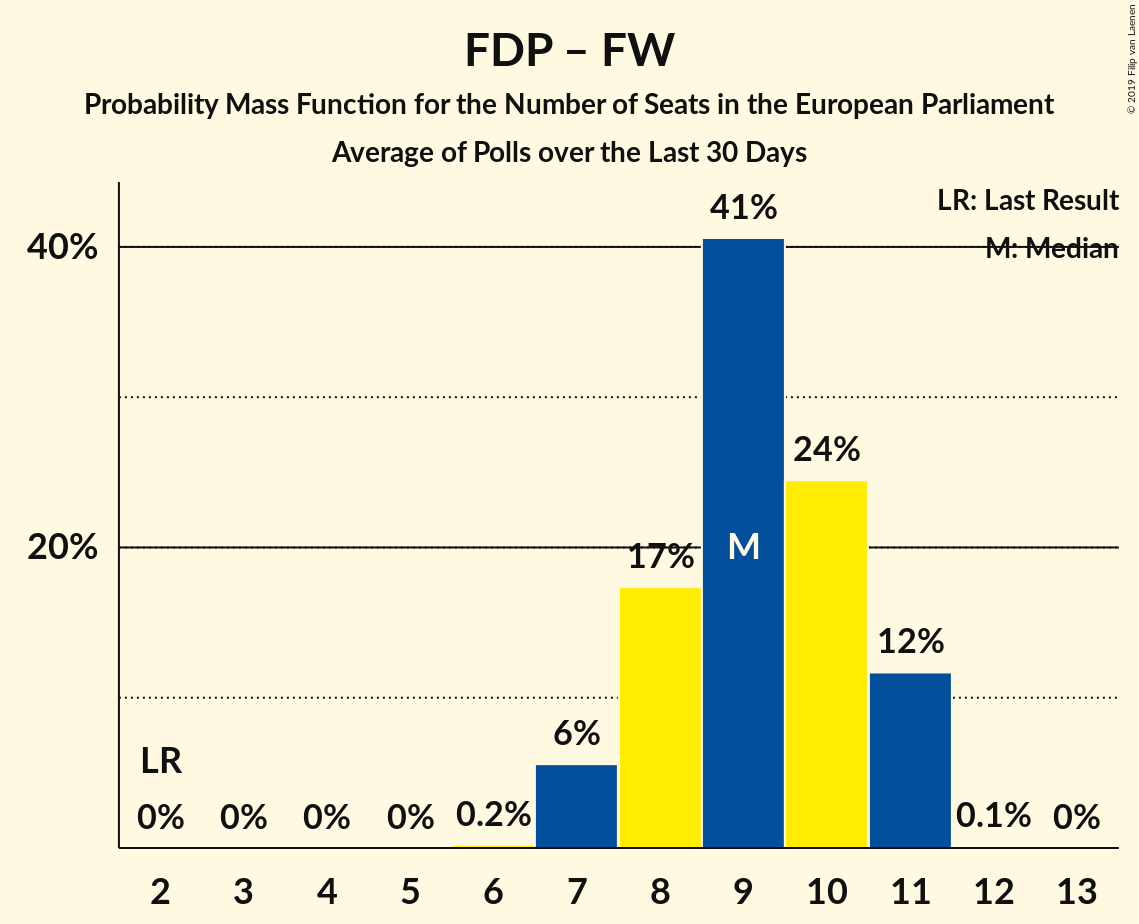 FDP – FW
Probability Mass Function for the Number of Seats in the European Parliament
Average of Polls over the Last 30 Days
© 2019 Filip van Laenen
LR: Last Result
M: Median
40%
20%
41%
24%
17%
M
12%
6%
LR
0% 0% 0% 0% 0.2% 0.1% 0%
2 3 4 5 6 7 8 9 10 11 12 13